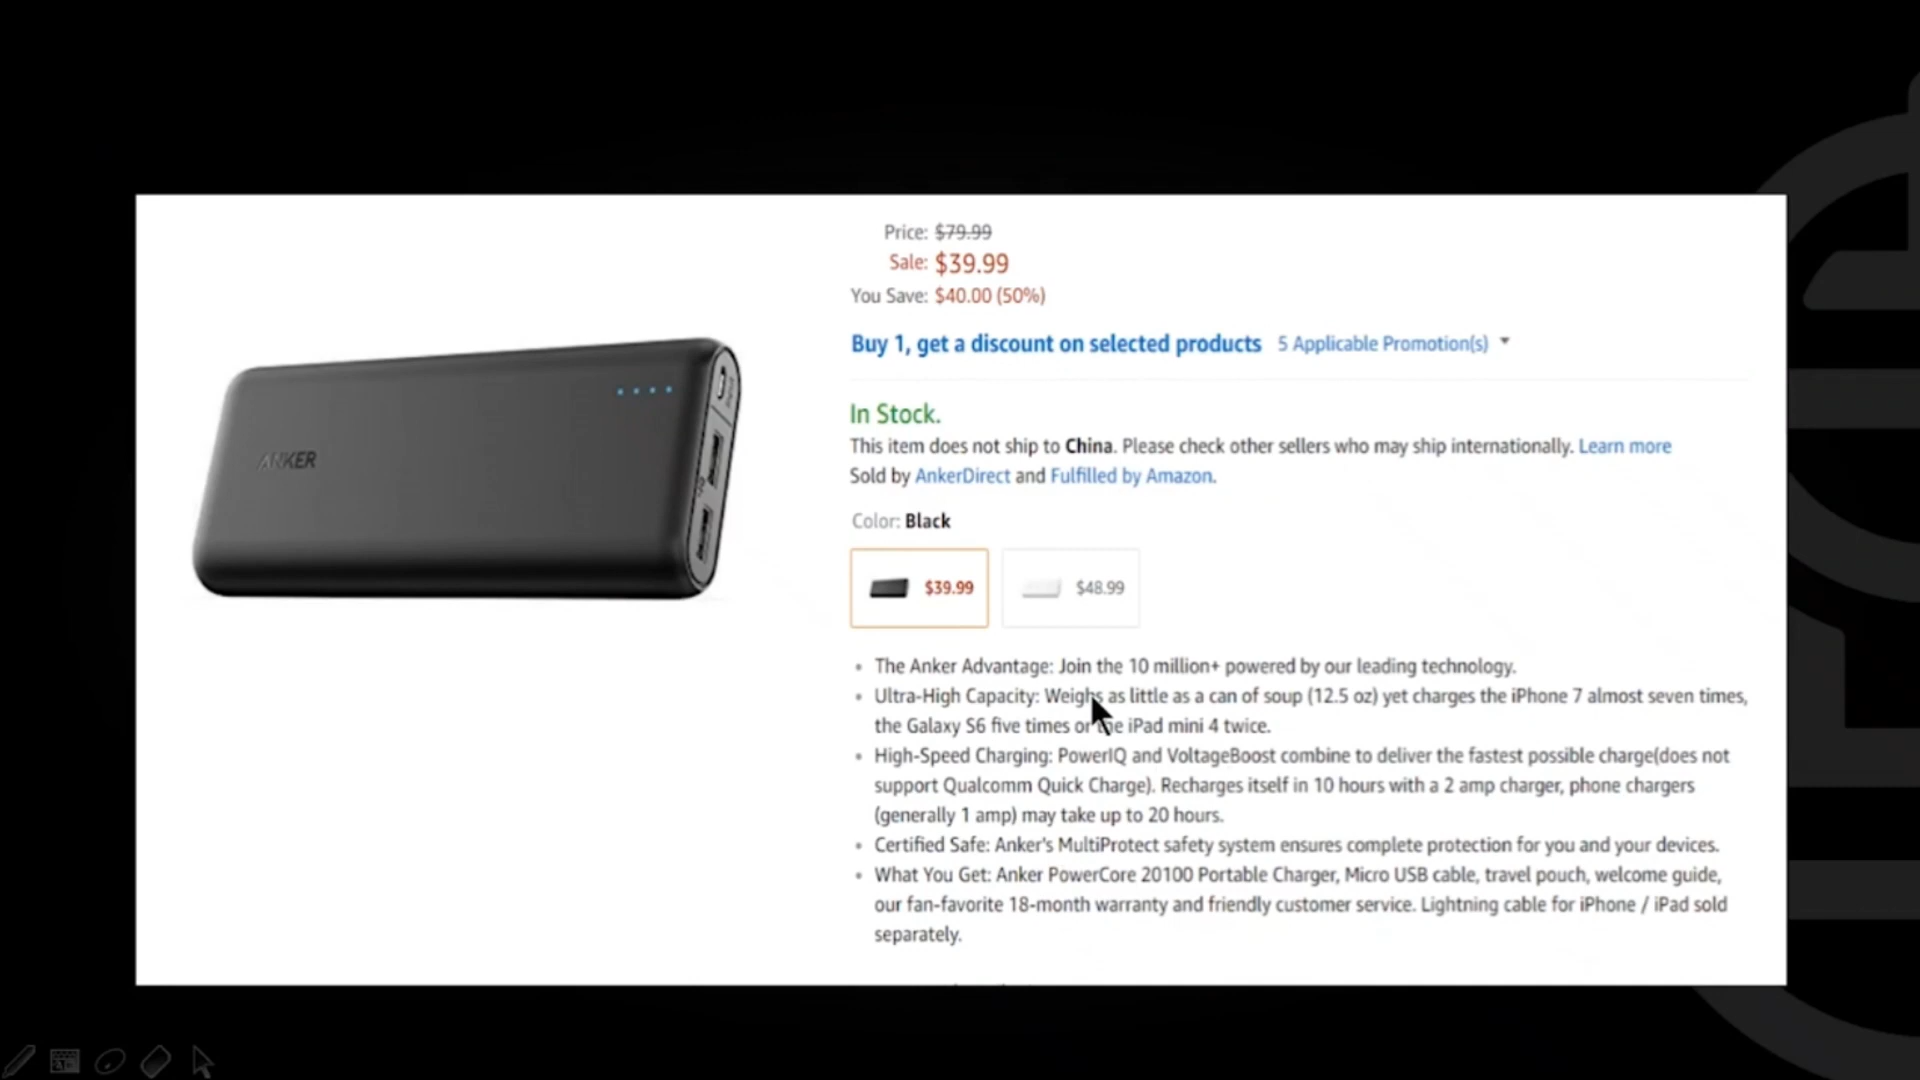 Price: $79.99
Sale: $39.99
You Save: $40.00 (50%)
Buy 1, get a discount on selected products 5 Applicable Promotion(s)
In Stock.
This item does not ship to China. Please check other sellers who may ship internationally. Learn more
Sold by AnkerDirect and Fulfilled by Amazon.
ANKER
Color: Black
$39.99 $48.99
• The Anker Advantage: Join the 10 million+ powered by our leading technology.
• Ultra-High Capacity: Weighs as little as a can of soup (12.5 oz) yet charges the iPhone 7 almost seven times,
the Galaxy S6 five times or the iPad mini 4 twice.
• High-Speed Charging: PowerIQ and VoltageBoost combine to deliver the fastest possible charge(does not
support Qualcomm Quick Charge). Recharges itself in 10 hours with a 2 amp charger, phone chargers
(generally 1 amp) may take up to 20 hours.
• Certified Safe: Anker's MultiProtect safety system ensures complete protection for you and your devices.
• What You Get: Anker PowerCore 20100 Portable Charger, Micro USB cable, travel pouch, welcome guide,
our fan-favorite 18-month warranty and friendly customer service. Lightning cable for iPhone / iPad sold
separately.